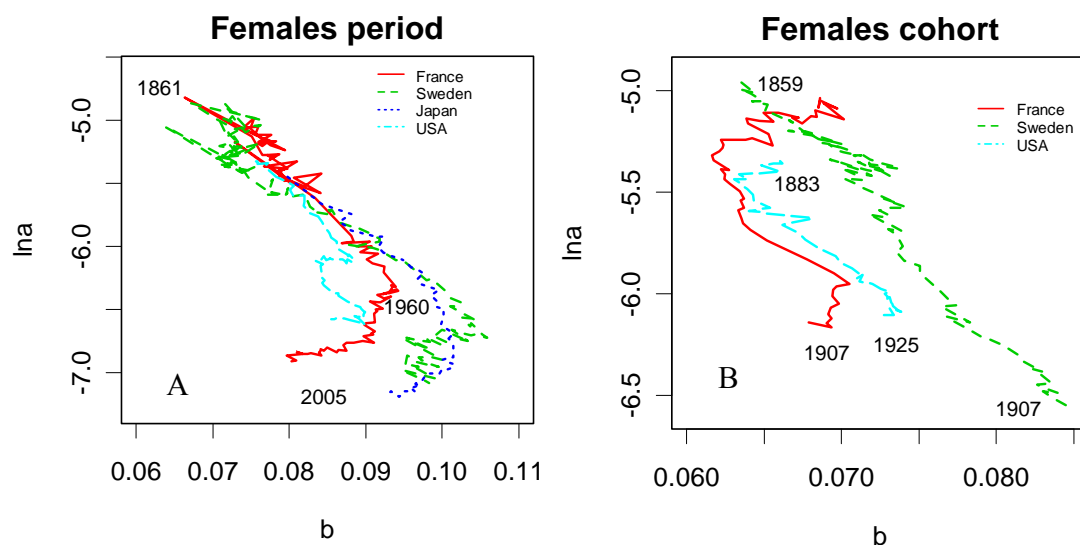 Females period
Females cohort
lna
-5.0
-6.0
-7.0
1861
France
Sweden
Japan
USA
1960
2005
A
0.06 0.07 0.08 0.09 0.10 0.11
b
lna
-5.0
-5.5
-6.0
-6.5
1859
France
Sweden
USA
1883
1907
1925
1907
B
0.060 0.070 0.080
b